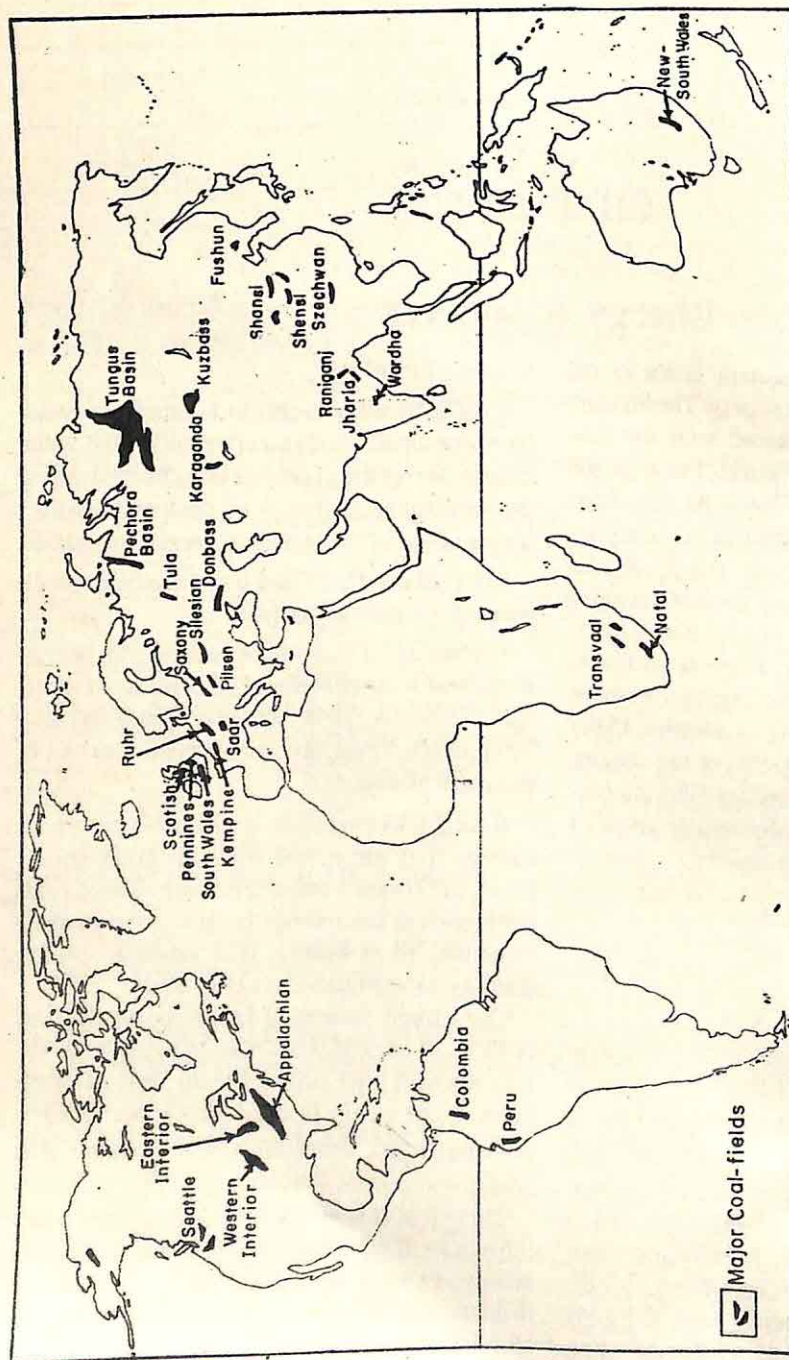 Seattle
Western
Interior
Eastern
Interior
Appalachian
Colombia
Peru
Scotish
Pennines
South Wales
Kempine
Ruhr
Saar
Saxony
Silesian
Pilsen
Donbass
Tula
Pechora
Basin
Tungus
Basin
Karaganda
Kuzbass
Fushun
Shansi
Shensi
Szechwan
Raniganj
Jharia
Wardha
Transvaal
Natal
New-
South Wales
Major Coal-fields